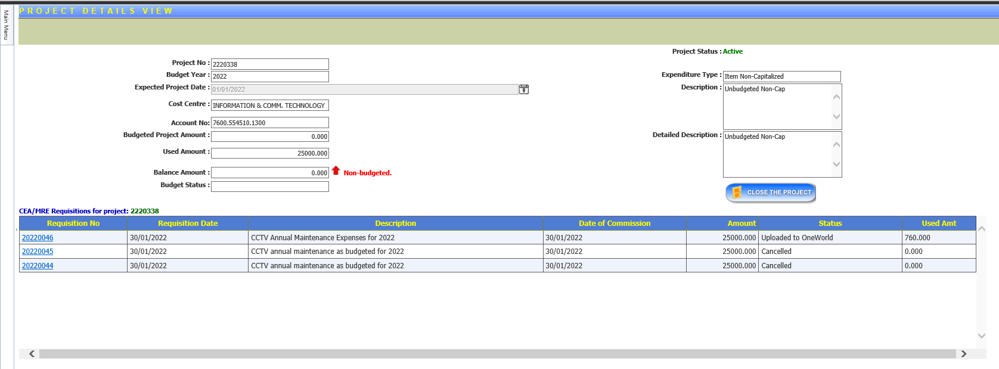 Main Menu
PROJECT DETAILS VIEW
Project Status : Active
Project No : 2220338
Budget Year : 2022
Expected Project Date : 01/01/2022
Cost Centre : INFORMATION & COMM. TECHNOLOGY
Account No: 7600.554510.1300
Budgeted Project Amount : 0.000
Used Amount : 25000.000
Balance Amount : 0.000 Non-budgeted.
Budget Status :
Expenditure Type : Item Non-Capitalized
Description : Unbudgeted Non-Cap
Detailed Description : Unbudgeted Non-Cap
CLOSE THE PROJECT
CEA/MRE Requisitions for project: 2220338
Requisition No Requisition Date Description Date of Commission Amount Status Used Amt
20220046 30/01/2022 CCTV Annual Maintenance Expenses for 2022 30/01/2022 25000.000 Uploaded to OneWorld 760.000
20220045 30/01/2022 CCTV annual maintenance as budgeted for 2022 30/01/2022 25000.000 Cancelled 0.000
20220044 30/01/2022 CCTV annual maintenance as budgeted for 2022 30/01/2022 25000.000 Cancelled 0.000